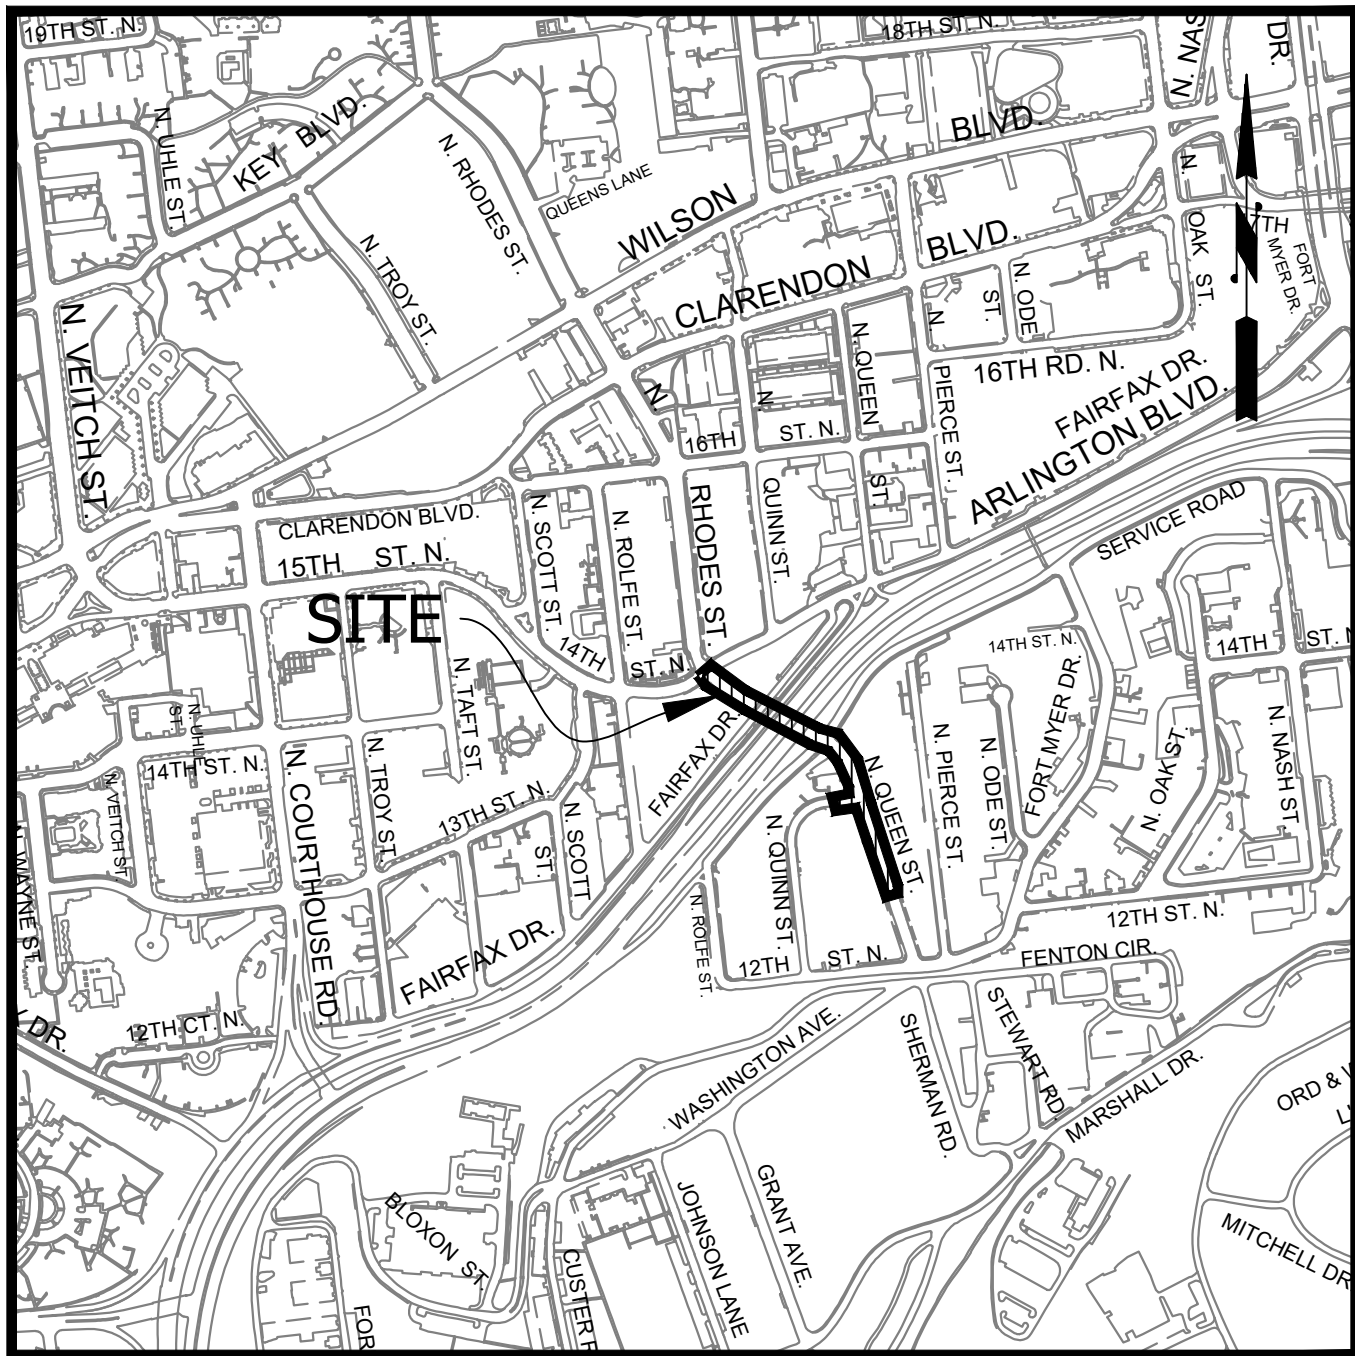 19TH ST. N.
18TH ST. N.
N. NAS
DR.
N. UHLE ST.
KEY BLVD.
N. RHODES ST.
QUEENS LANE
BLVD.
WILSON
N. TROY ST.
CLARENDON
BLVD.
N.
OAK ST.
17TH
FORT
MYER DR.
N. VEITCH ST.
N. QUEEN
N.
ST.
N. ODE
16TH RD. N.
FAIRFAX DR.
ARLINGTON BLVD.
N.
N.
16TH
ST. N.
PIERCE ST.
RHODES ST.
QUINN ST.
ST.
SERVICE ROAD
CLARENDON BLVD.
15TH ST. N.
N. SCOTT ST.
N. ROLFE ST.
SITE
14TH
ST. N.
14TH ST. N.
14TH
ST. N
N. TAFT ST.
FAIRFAX DR.
N. UHLE
ST.
14TH ST. N.
N. VEITCH ST.
N. COURTHOUSE RD.
N. TROY ST.
13TH ST. N.
N. SCOTT
ST.
N. QUEEN ST.
N. PIERCE ST.
N. ODE ST.
FORT MYER DR.
N. OAK ST.
N. NASH ST
N. QUINN ST.
N. ROLFE ST.
N. WAYNE ST.
12TH
ST. N.
12TH ST. N.
FENTON CIR.
FAIRFAX DR.
12TH CT. N.
DR.
WASHINGTON AVE.
SHERMAN RD.
STEWART RD.
MARSHALL DR.
ORD &
BLOXON ST.
JOHNSON LANE
GRANT AVE.
CUSTER R
FOR
MITCHELL DR